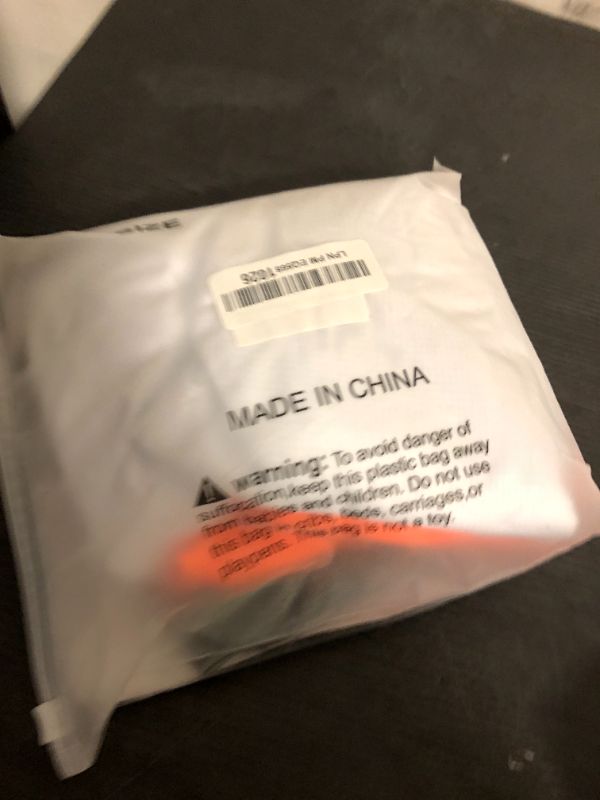 MADE IN CHINA
warning: To avoid danger of
suffocation,keep this plastic bag away
from babies and children. Do not use
this bag in cribs, beds, carriages,or
playpens. This bag is not a toy.